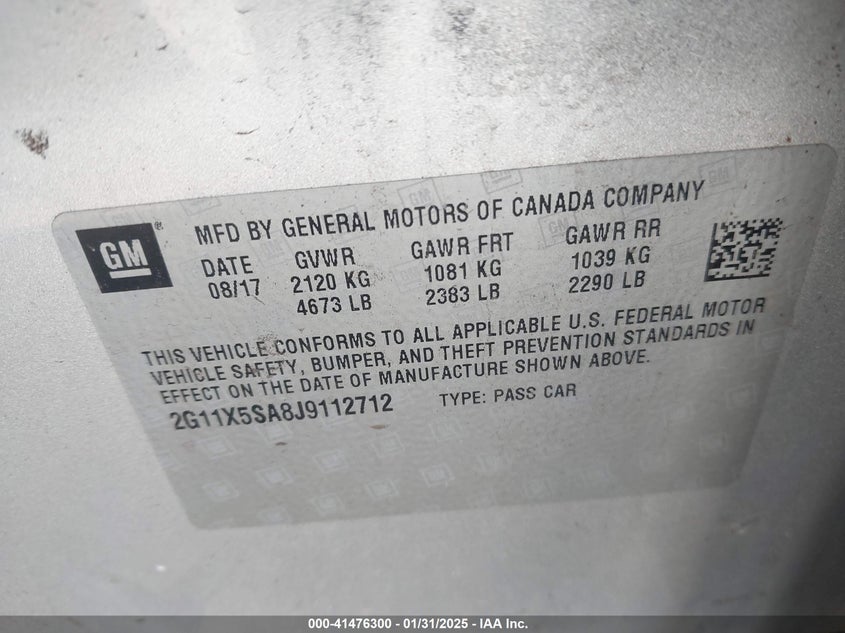 GM ®
MFD BY GENERAL MOTORS OF CANADA COMPANY
DATE GVWR GAWR FRT GAWR RR
08/17 2120 KG 1081 KG 1039 KG
4673 LB 2383 LB 2290 LB
THIS VEHICLE CONFORMS TO ALL APPLICABLE U.S. FEDERAL MOTOR
VEHICLE SAFETY, BUMPER, AND THEFT PREVENTION STANDARDS IN
EFFECT ON THE DATE OF MANUFACTURE SHOWN ABOVE.
2G11X5SA8J9112712 TYPE: PASS CAR
000-41476300 - 01/31/2025 - IAA Inc.